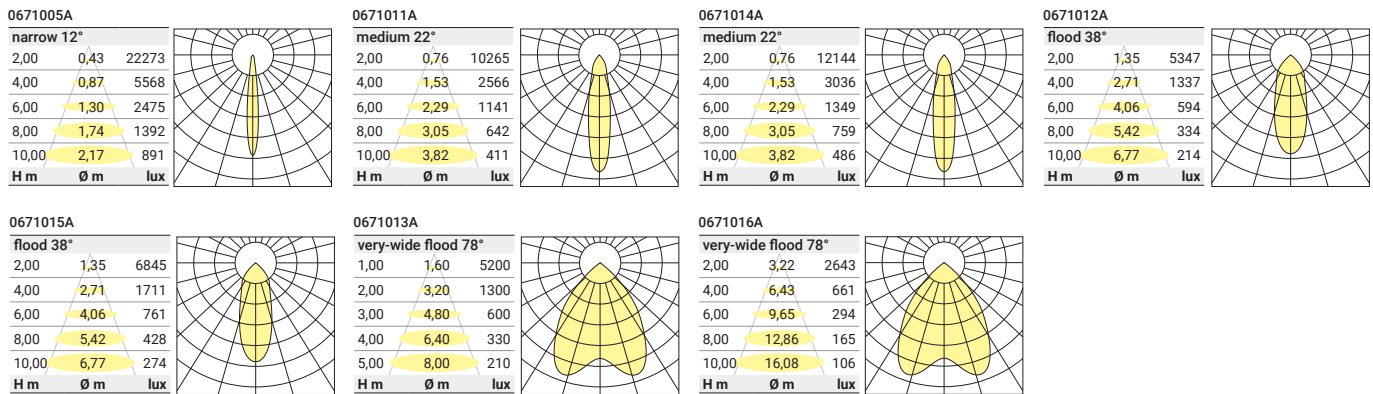 0671005A
narrow 12°
2,00 0,43 22273
4,00 0,87 5568
6,00 1,30 2475
8,00 1,74 1392
10,00 2,17 891
H m Ø m lux
0671011A
medium 22°
2,00 0,76 10265
4,00 1,53 2566
6,00 2,29 1141
8,00 3,05 642
10,00 3,82 411
H m Ø m lux
0671014A
medium 22°
2,00 0,76 12144
4,00 1,53 3036
6,00 2,29 1349
8,00 3,05 759
10,00 3,82 486
H m Ø m lux
0671012A
flood 38°
2,00 1,35 5347
4,00 2,71 1337
6,00 4,06 594
8,00 5,42 334
10,00 6,77 214
H m Ø m lux
0671015A
flood 38°
2,00 1,35 6845
4,00 2,71 1711
6,00 4,06 761
8,00 5,42 428
10,00 6,77 274
H m Ø m lux
0671013A
very-wide flood 78°
1,00 1,60 5200
2,00 3,20 1300
3,00 4,80 600
4,00 6,40 330
5,00 8,00 210
H m Ø m lux
0671016A
very-wide flood 78°
2,00 3,22 2643
4,00 6,43 661
6,00 9,65 294
8,00 12,86 165
10,00 16,08 106
H m Ø m lux